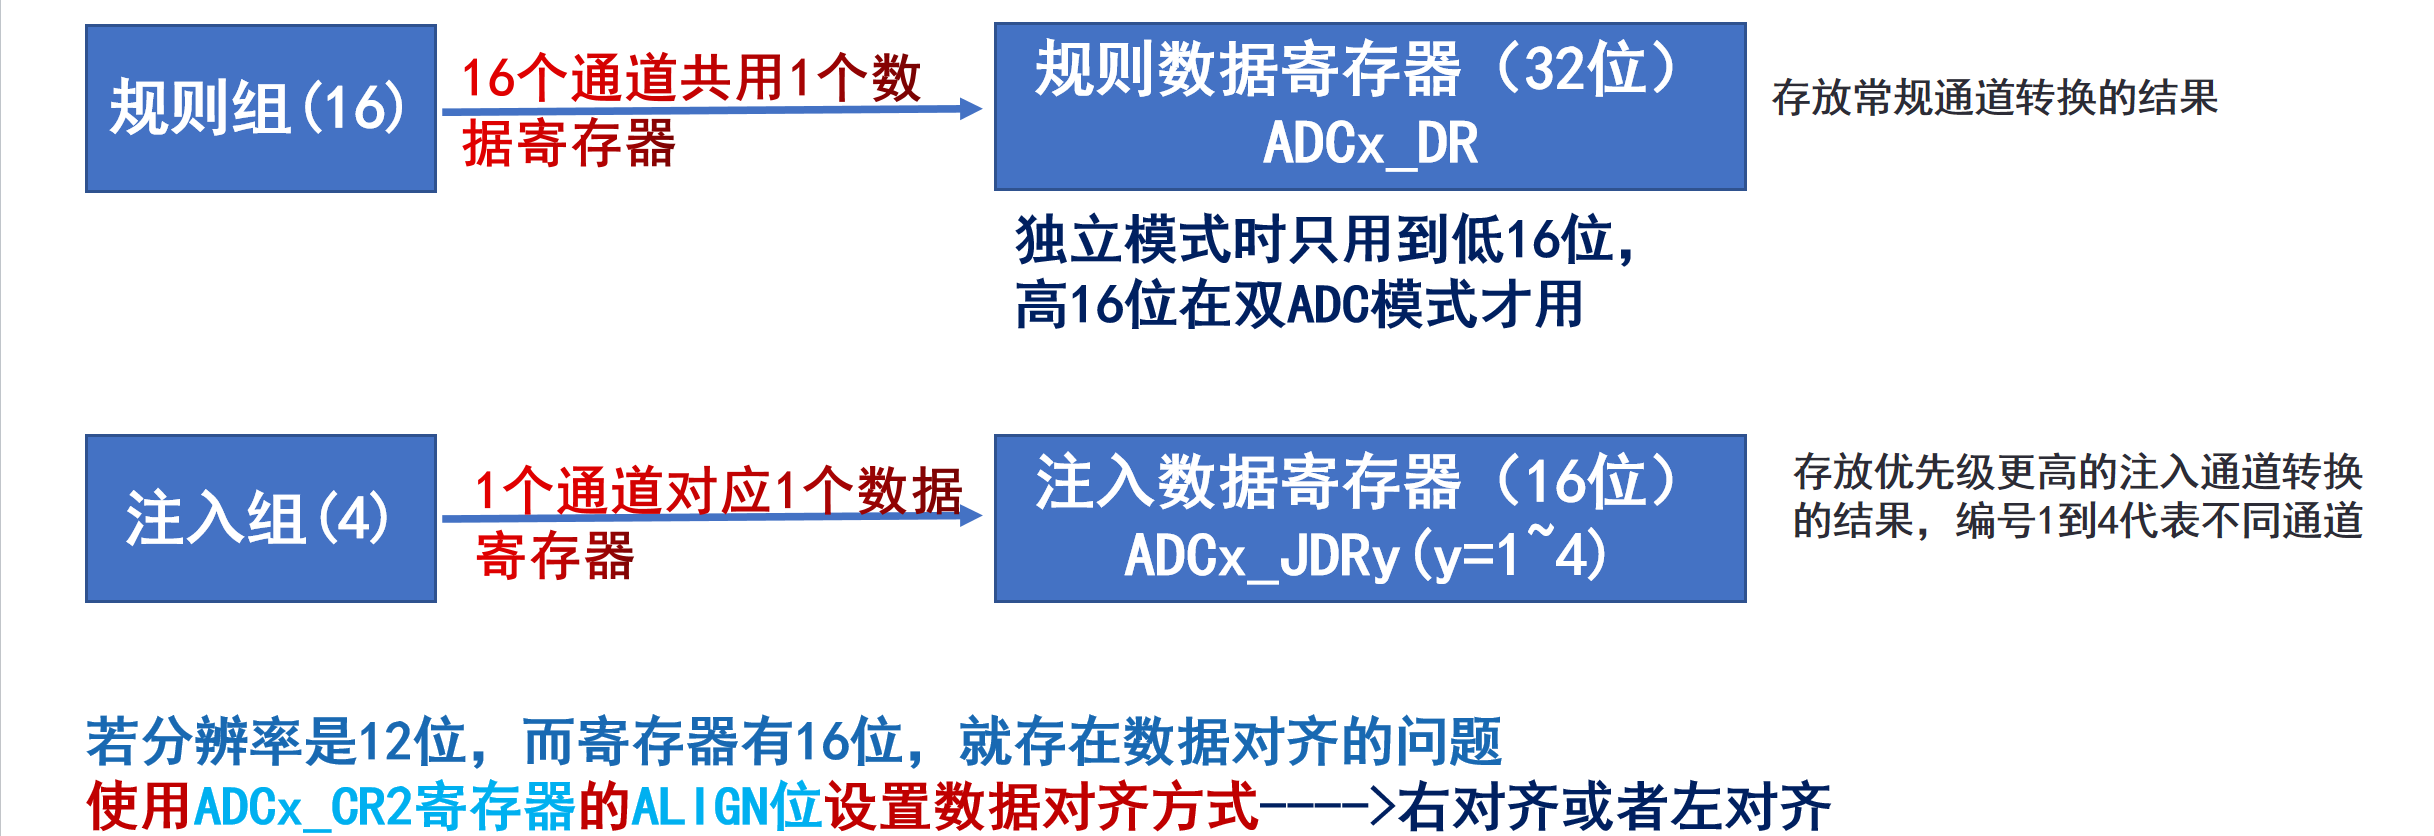 规则组(16)
16个通道共用1个数
据寄存器
规则数据寄存器（32位）
ADCx_DR
存放常规通道转换的结果
独立模式时只用到低16位，
高16位在双ADC模式才用
注入组(4)
1个通道对应1个数据
寄存器
注入数据寄存器（16位）
ADCx_JDRy(y=1~4)
存放优先级更高的注入通道转换
的结果，编号1到4代表不同通道
若分辨率是12位，而寄存器有16位，就存在数据对齐的问题
使用ADCx_CR2寄存器的ALIGN位设置数据对齐方式---->右对齐或者左对齐